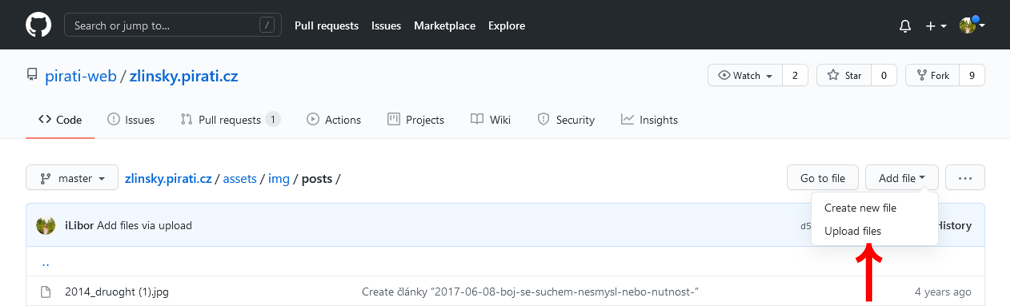 Search or jump to... / Pull requests Issues Marketplace Explore
pirati-web / zlinsky.pirati.cz Watch 2 Star 0 Fork 9
Code Issues Pull requests 1 Actions Projects Wiki Security Insights
master zlinsky.pirati.cz / assets / img / posts / Go to file Add file ...
Create new file
iLibor Add files via upload d5 History
Upload files
..
2014_druoght (1).jpg Create články "2017-06-08-boj-se-suchem-nesmysl-nebo-nutnost-" 4 years ago